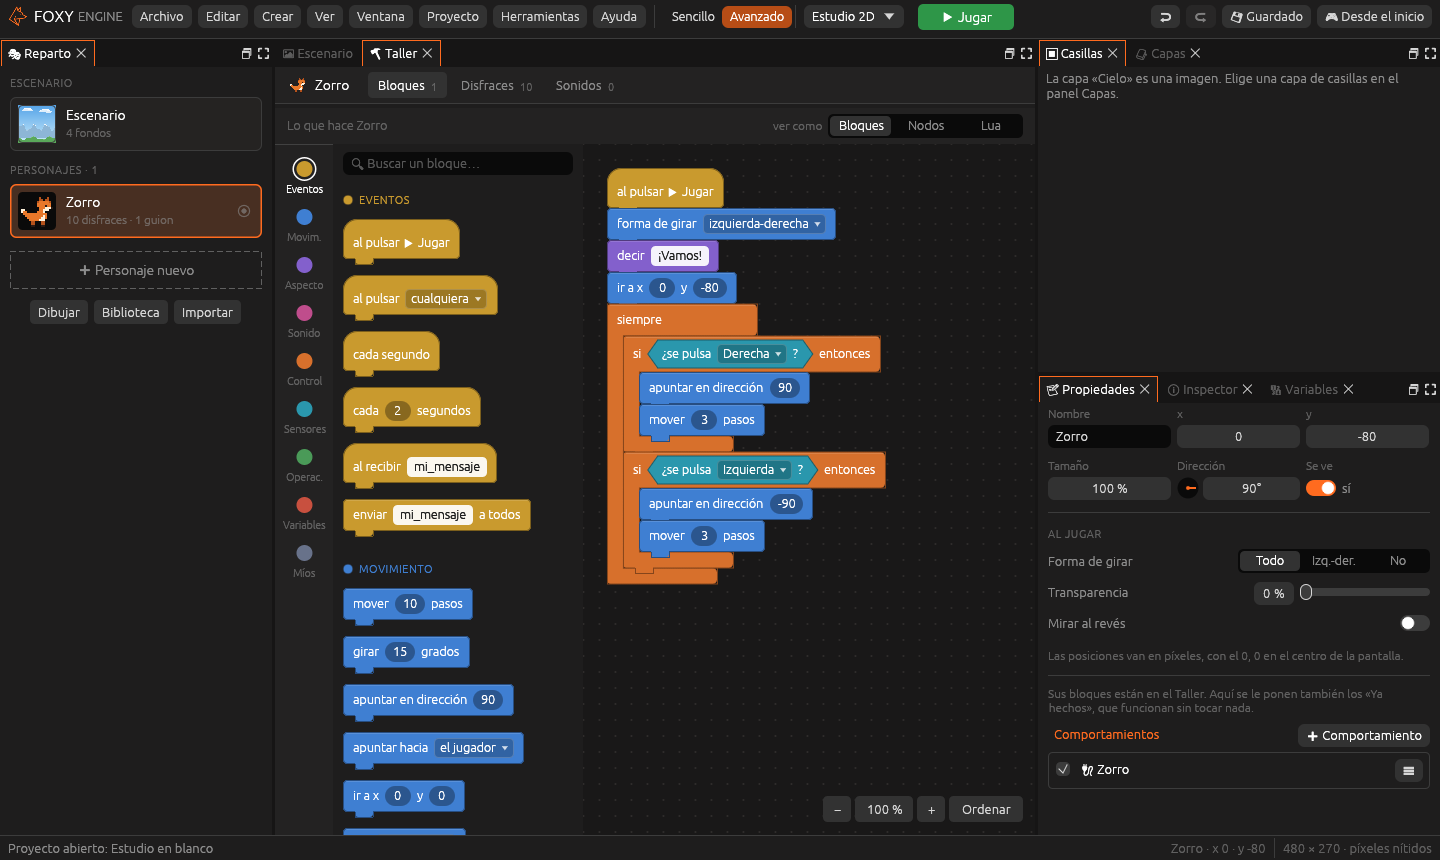 FOXY ENGINE Archivo Editar Crear Ver Ventana Proyecto Herramientas Ayuda Sencillo Avanzado Estudio 2D Jugar Guardado Desde el inicio
Reparto
Escenario Taller
Casillas Capas
ESCENARIO
Escenario
4 fondos
PERSONAJES · 1
Zorro
10 disfraces · 1 guion
Personaje nuevo
Dibujar Biblioteca Importar
Zorro Bloques 1 Disfraces 10 Sonidos 0
Lo que hace Zorro ver como Bloques Nodos Lua
Eventos
Movim.
Aspecto
Sonido
Control
Sensores
Operac.
Variables
Míos
Buscar un bloque…
EVENTOS
al pulsar ▶ Jugar
al pulsar cualquiera
cada segundo
cada 2 segundos
al recibir mi_mensaje
enviar mi_mensaje a todos
MOVIMIENTO
mover 10 pasos
girar 15 grados
apuntar en dirección 90
apuntar hacia el jugador
ir a x 0 y 0
al pulsar ▶ Jugar
forma de girar izquierda-derecha
decir ¡Vamos!
ir a x 0 y -80
siempre
si ¿se pulsa Derecha ? entonces
apuntar en dirección 90
mover 3 pasos
si ¿se pulsa Izquierda ? entonces
apuntar en dirección -90
mover 3 pasos
− 100 % + Ordenar
La capa «Cielo» es una imagen. Elige una capa de casillas en el
panel Capas.
Propiedades Inspector Variables
Nombre x y
Zorro 0 -80
Tamaño Dirección Se ve
100 % 90° sí
AL JUGAR
Forma de girar Todo Izq.-der. No
Transparencia 0 %
Mirar al revés
Las posiciones van en píxeles, con el 0, 0 en el centro de la pantalla.
Sus bloques están en el Taller. Aquí se le ponen también los «Ya
hechos», que funcionan sin tocar nada.
Comportamientos + Comportamiento
Zorro
Proyecto abierto: Estudio en blanco Zorro · x 0 · y -80 480 × 270 · píxeles nítidos